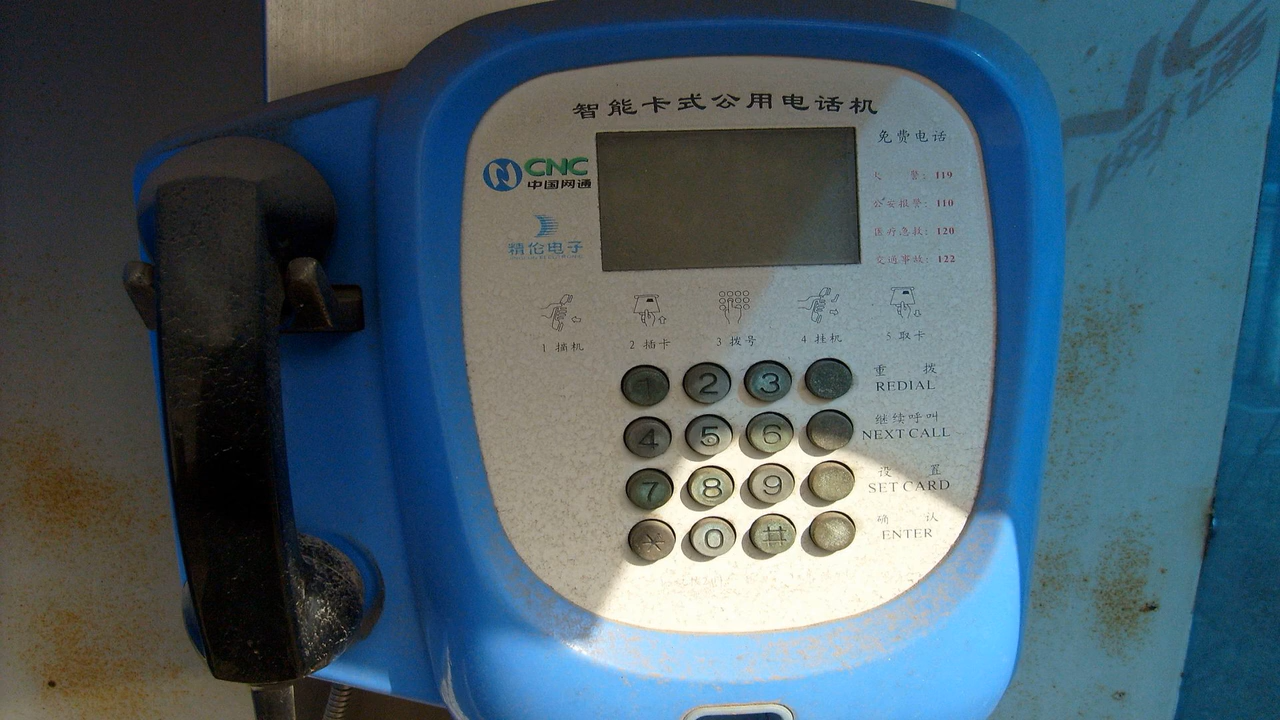 智能卡式公用电话机
CNC
中国网通
精伦电子
免费电话
火 警: 119
公安报警: 110
医疗急救: 120
交通事故: 122
1 摘机
2 插卡
3 拨号
4 挂机
5 取卡
1 2 3
重 拨
REDIAL
4 5 6
继续呼叫
NEXT CALL
7 8 9
设 置
SET CARD
* 0 #
确 认
ENTER
网通